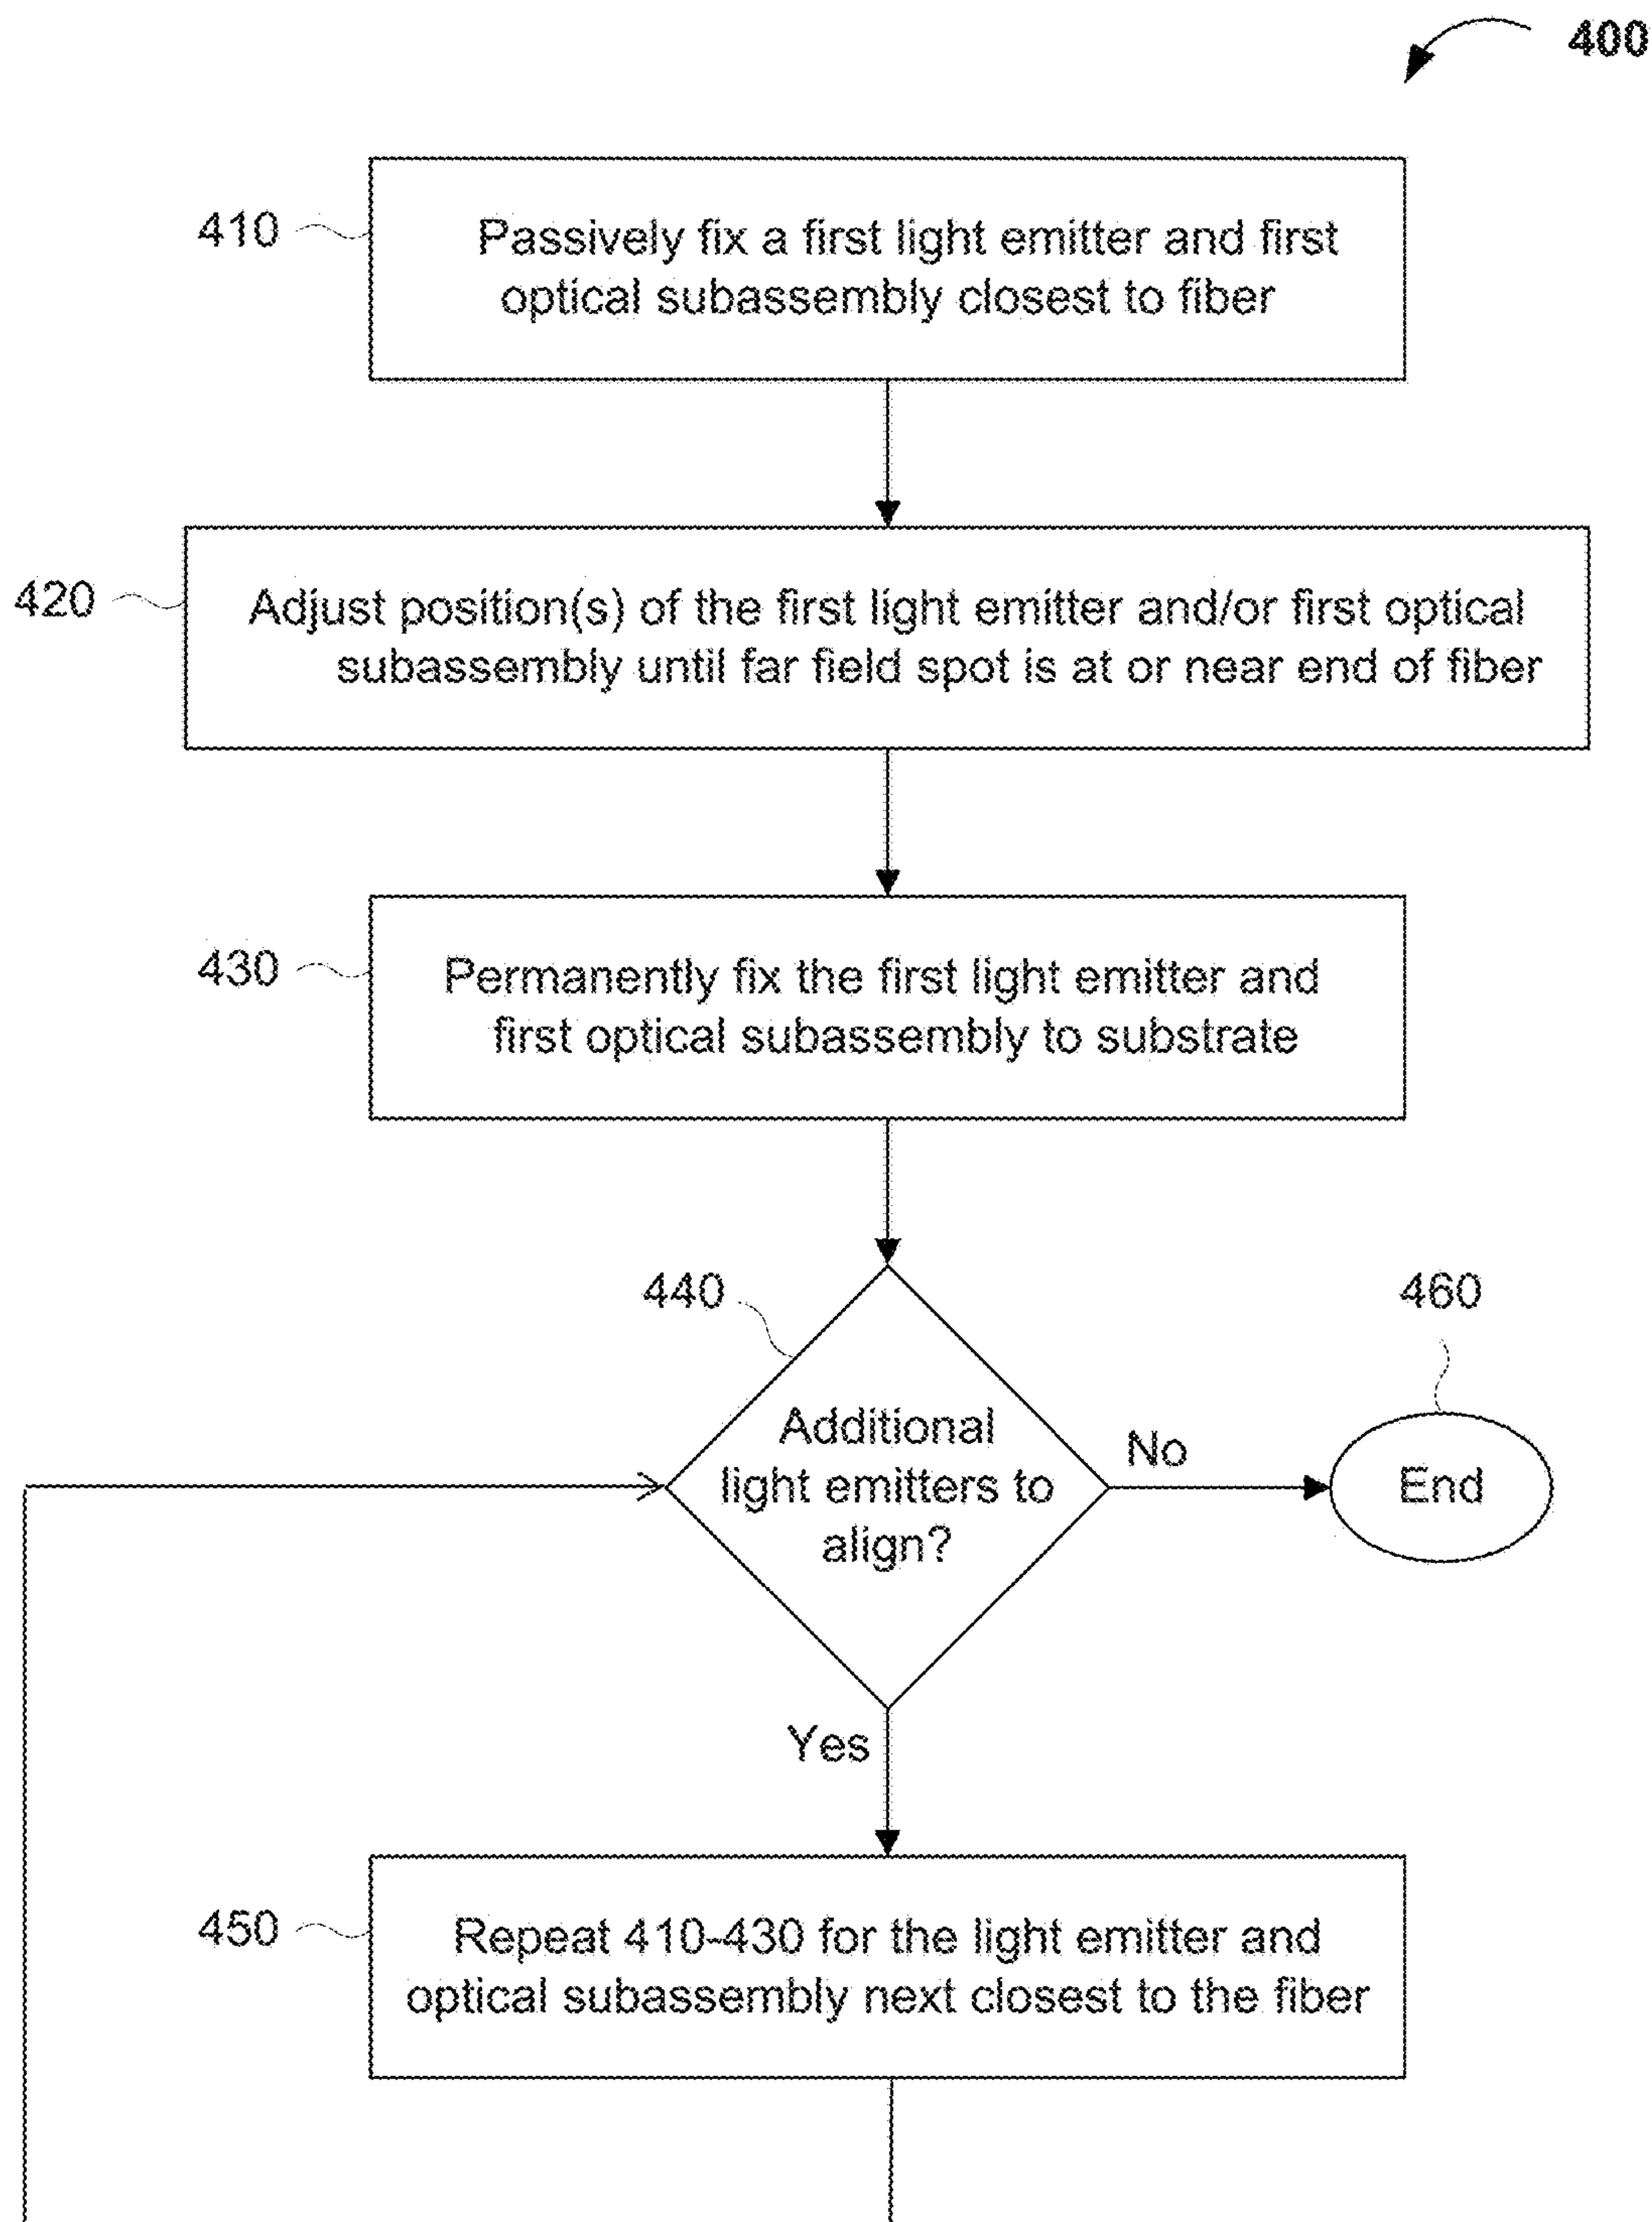 400
410
Passively fix a first light emitter and first
optical subassembly closest to fiber
420
Adjust position(s) of the first light emitter and/or first optical
subassembly until far field spot is at or near end of fiber
430
Permanently fix the first light emitter and
first optical subassembly to substrate
440
460
Additional
light emitters to
align?
No
End
Yes
450
Repeat 410-430 for the light emitter and
optical subassembly next closest to the fiber